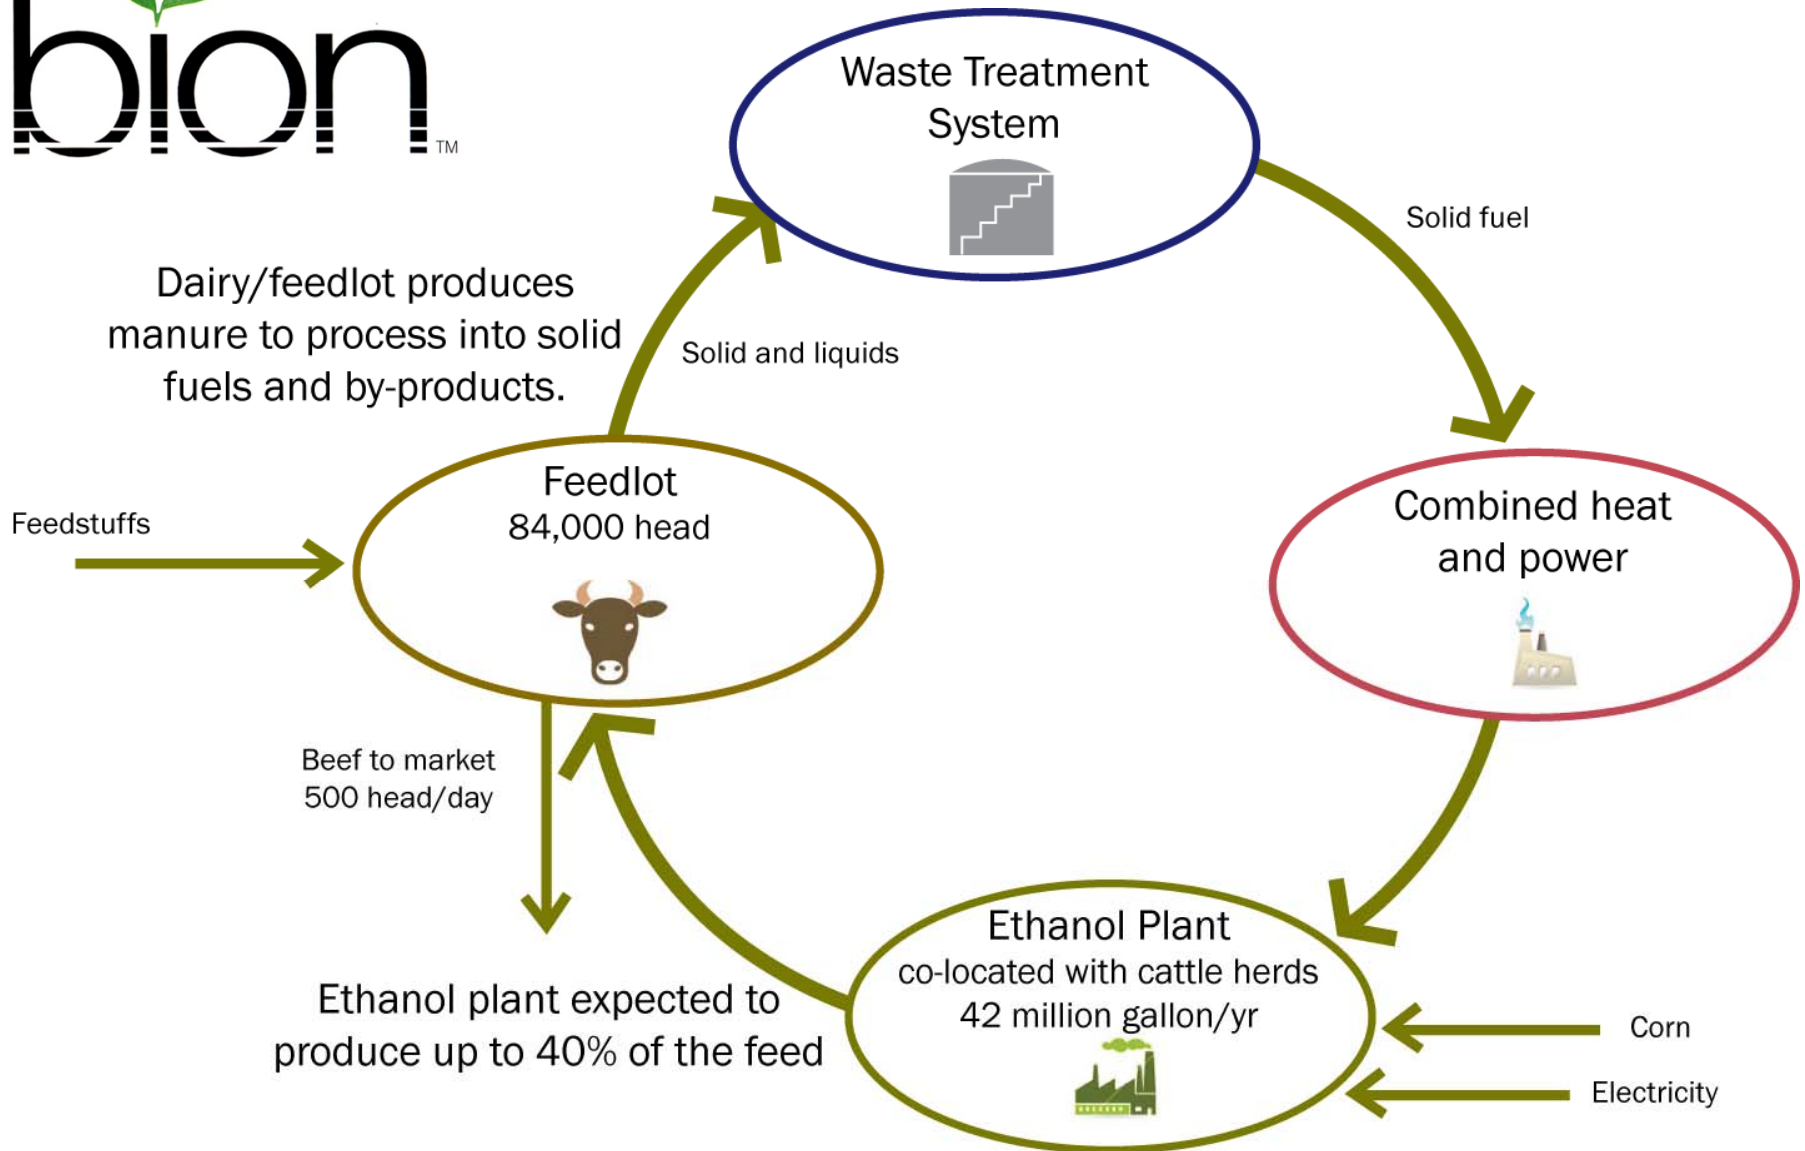 bion
TM
Waste Treatment
System
Solid fuel
Dairy/feedlot produces
manure to process into solid
fuels and by-products.
Solid and liquids
Feedstuffs
Feedlot
84,000 head
Combined heat
and power
Beef to market
500 head/day
Ethanol plant expected to
produce up to 40% of the feed
Ethanol Plant
co-located with cattle herds
42 million gallon/yr
Corn
Electricity